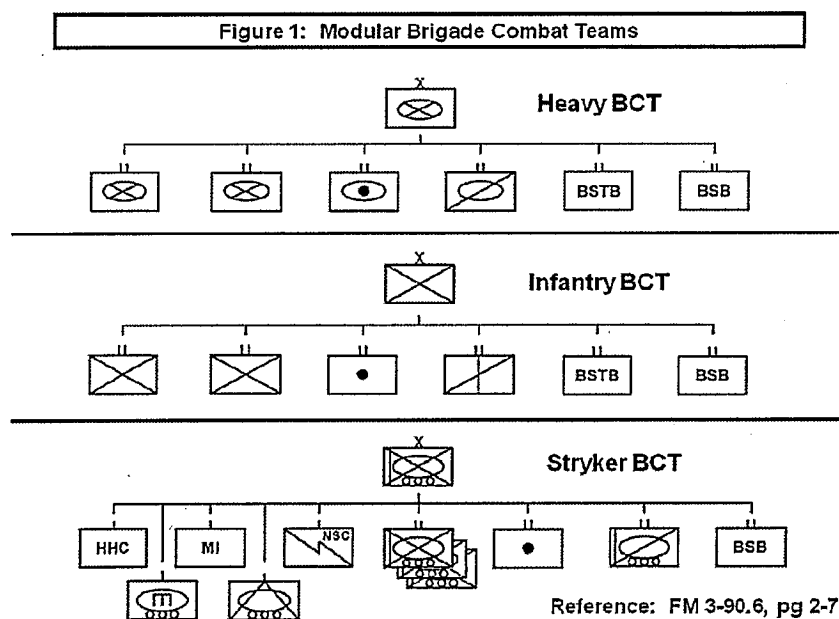 Figure 1: Modular Brigade Combat Teams
Heavy BCT
BSTB BSB
Infantry BCT
BSTB BSB
Stryker BCT
HHC MI NSC BSB
Reference: FM 3-90.6, pg 2-7